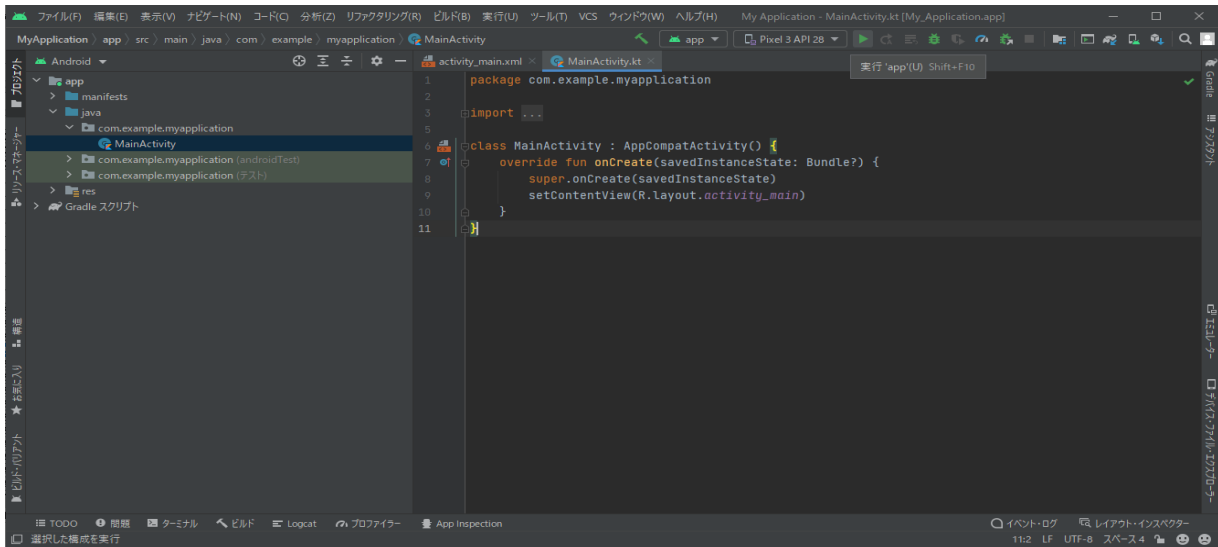 ファイル(F) 編集(E) 表示(V) ナビゲート(N) コード(C) 分析(Z) リファクタリング(R) ビルド(B) 実行(U) ツール(T) VCS ウィンドウ(W) ヘルプ(H) My Application - MainActivity.kt [My_Application.app]
MyApplication app src main java com example myapplication MainActivity app Pixel 3 API 28
Android activity_main.xml MainActivity.kt
実行 'app'(U) Shift+F10
app
manifests
java
com.example.myapplication
MainActivity
com.example.myapplication (androidTest)
com.example.myapplication (テスト)
res
Gradle スクリプト
1 package com.example.myapplication
2
3 import ...
5
6 class MainActivity : AppCompatActivity() {
7 override fun onCreate(savedInstanceState: Bundle?) {
8 super.onCreate(savedInstanceState)
9 setContentView(R.layout.activity_main)
10 }
11 }
プロジェクト
リソース・マネージャー
構造
お気に入り
ビルド・バリアント
Gradle
アシスタント
エミュレーター
デバイス・ファイル・エクスプローラー
TODO 問題 ターミナル ビルド Logcat プロファイラー App Inspection イベント・ログ レイアウト・インスペクター
選択した構成を実行 11:2 LF UTF-8 スペース 4